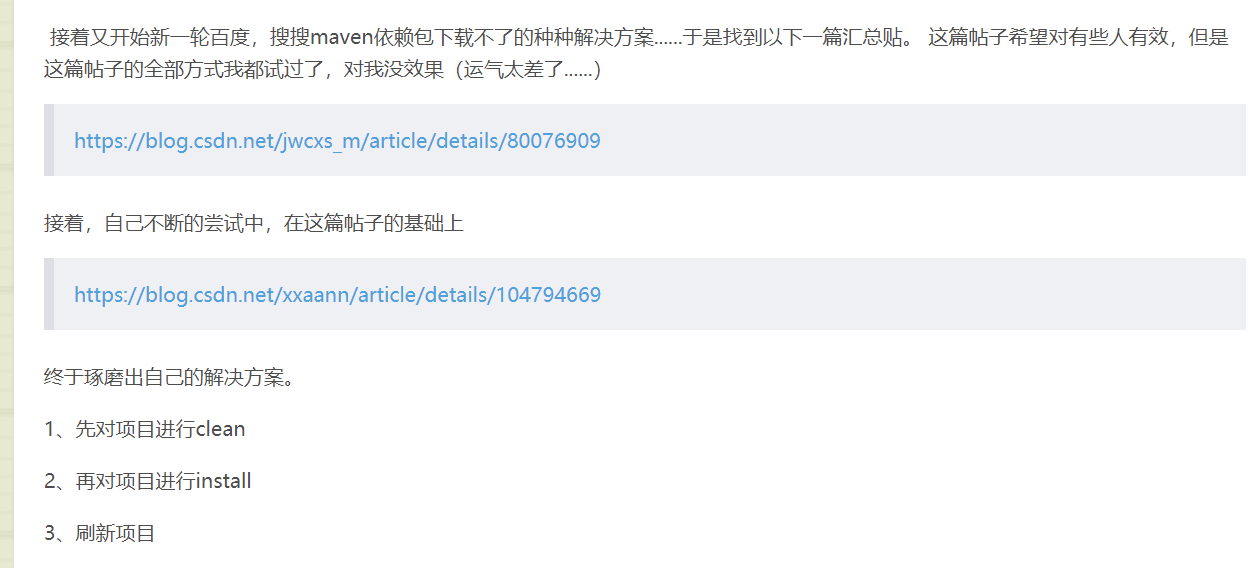 接着又开始新一轮百度，搜搜maven依赖包下载不了的种种解决方案......于是找到以下一篇汇总贴。 这篇帖子希望对有些人有效，但是
这篇帖子的全部方式我都试过了，对我没效果（运气太差了......）
https://blog.csdn.net/jwcxs_m/article/details/80076909
接着，自己不断的尝试中，在这篇帖子的基础上
https://blog.csdn.net/xxaann/article/details/104794669
终于琢磨出自己的解决方案。
1、先对项目进行clean
2、再对项目进行install
3、刷新项目